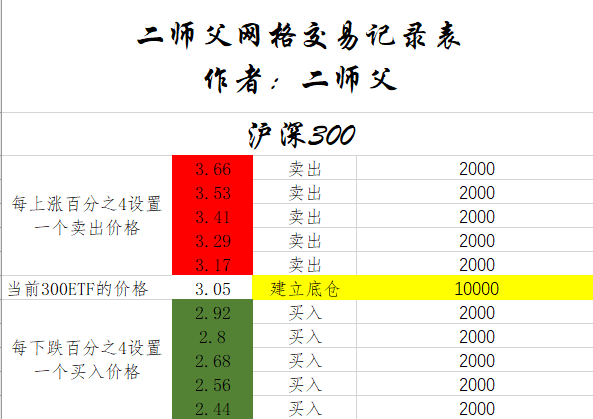 二师父网格交易记录表
作者：二师父
沪深300
每上涨百分之4设置
一个卖出价格
3.66 卖出 2000
3.53 卖出 2000
3.41 卖出 2000
3.29 卖出 2000
3.17 卖出 2000
当前300ETF的价格 3.05 建立底仓 10000
每下跌百分之4设置
一个买入价格
2.92 买入 2000
2.8 买入 2000
2.68 买入 2000
2.56 买入 2000
2.44 买入 2000